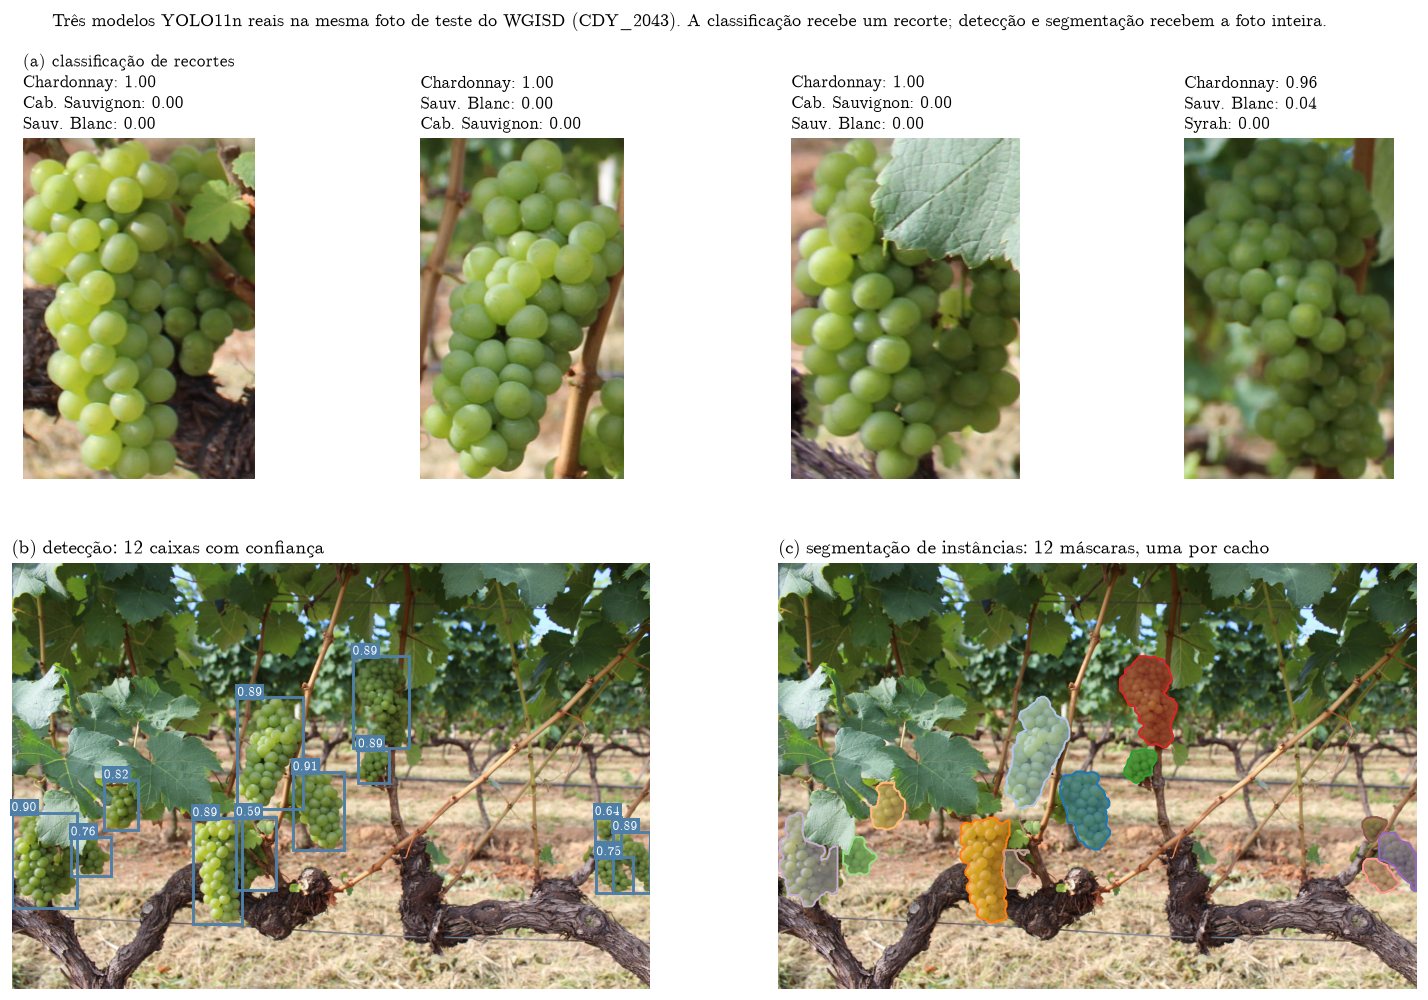 Três modelos YOLO11n reais na mesma foto de teste do WGISD (CDY_2043). A classificação recebe um recorte; detecção e segmentação recebem a foto inteira.
(a) classificação de recortes
Chardonnay: 1.00
Cab. Sauvignon: 0.00
Sauv. Blanc: 0.00
Chardonnay: 1.00
Sauv. Blanc: 0.00
Cab. Sauvignon: 0.00
Chardonnay: 1.00
Cab. Sauvignon: 0.00
Sauv. Blanc: 0.00
Chardonnay: 0.96
Sauv. Blanc: 0.04
Syrah: 0.00
(b) detecção: 12 caixas com confiança
0.89
0.89
0.89
0.91
0.82
0.90
0.89
0.59
0.64
0.76
0.89
0.75
(c) segmentação de instâncias: 12 máscaras, uma por cacho